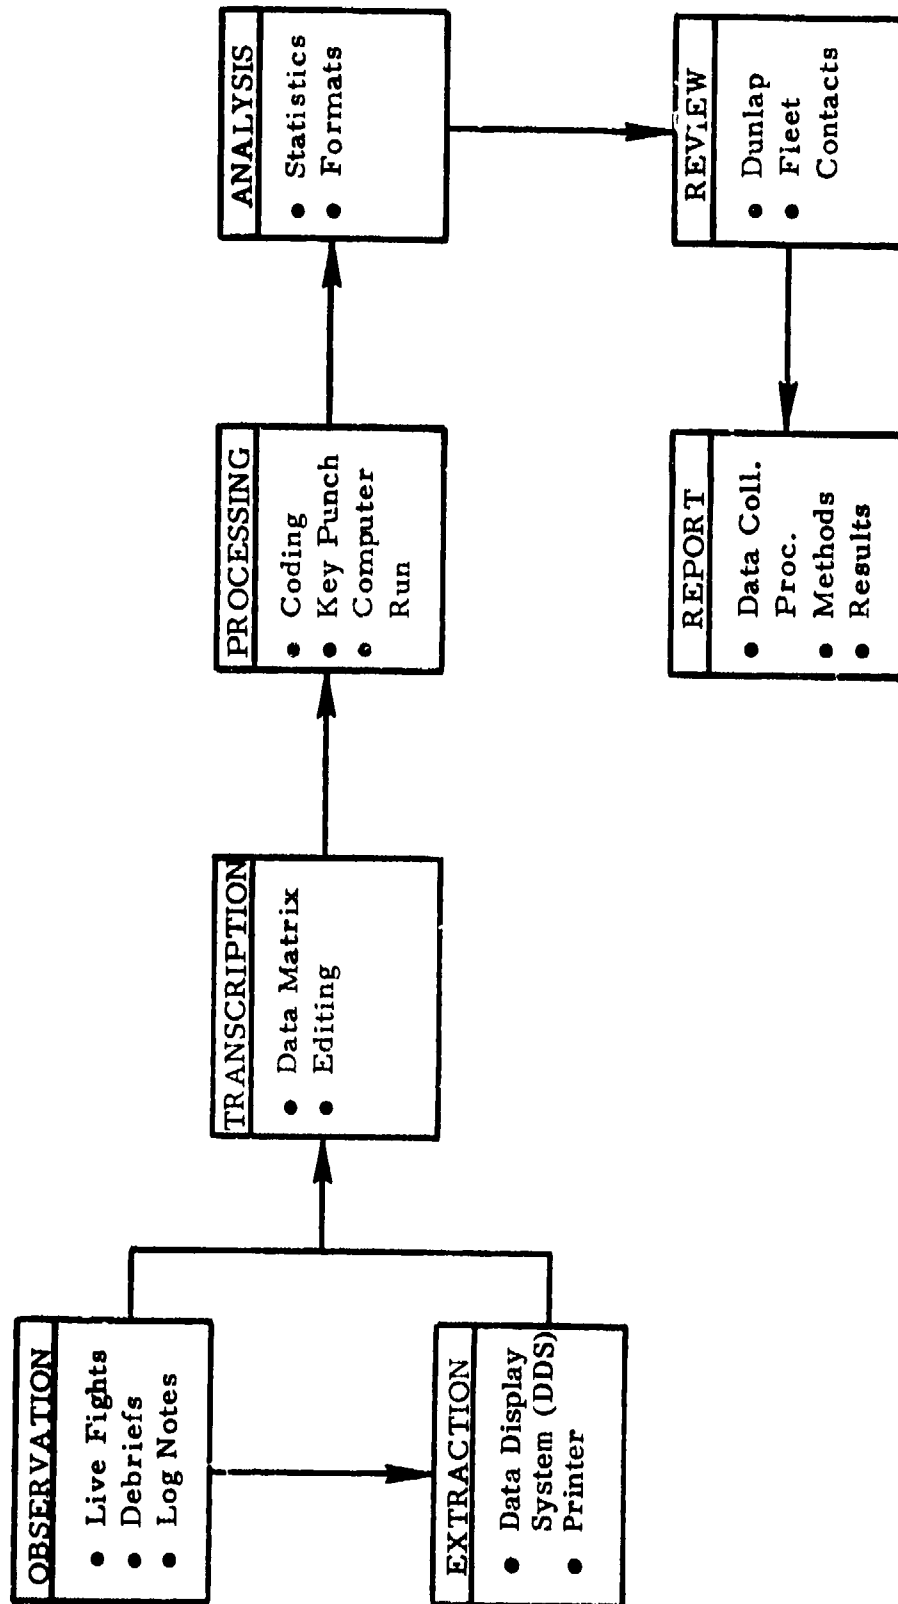 OBSERVATION
• Live Fights
• Debriefs
• Log Notes
EXTRACTION
• Data Display
System (DDS)
• Printer
TRANSCRIPTION
• Data Matrix
• Editing
PROCESSING
• Coding
• Key Punch
• Computer
Run
ANALYSIS
• Statistics
• Formats
REVIEW
• Dunlap
• Fleet
Contacts
REPORT
• Data Coll.
Proc.
• Methods
• Results